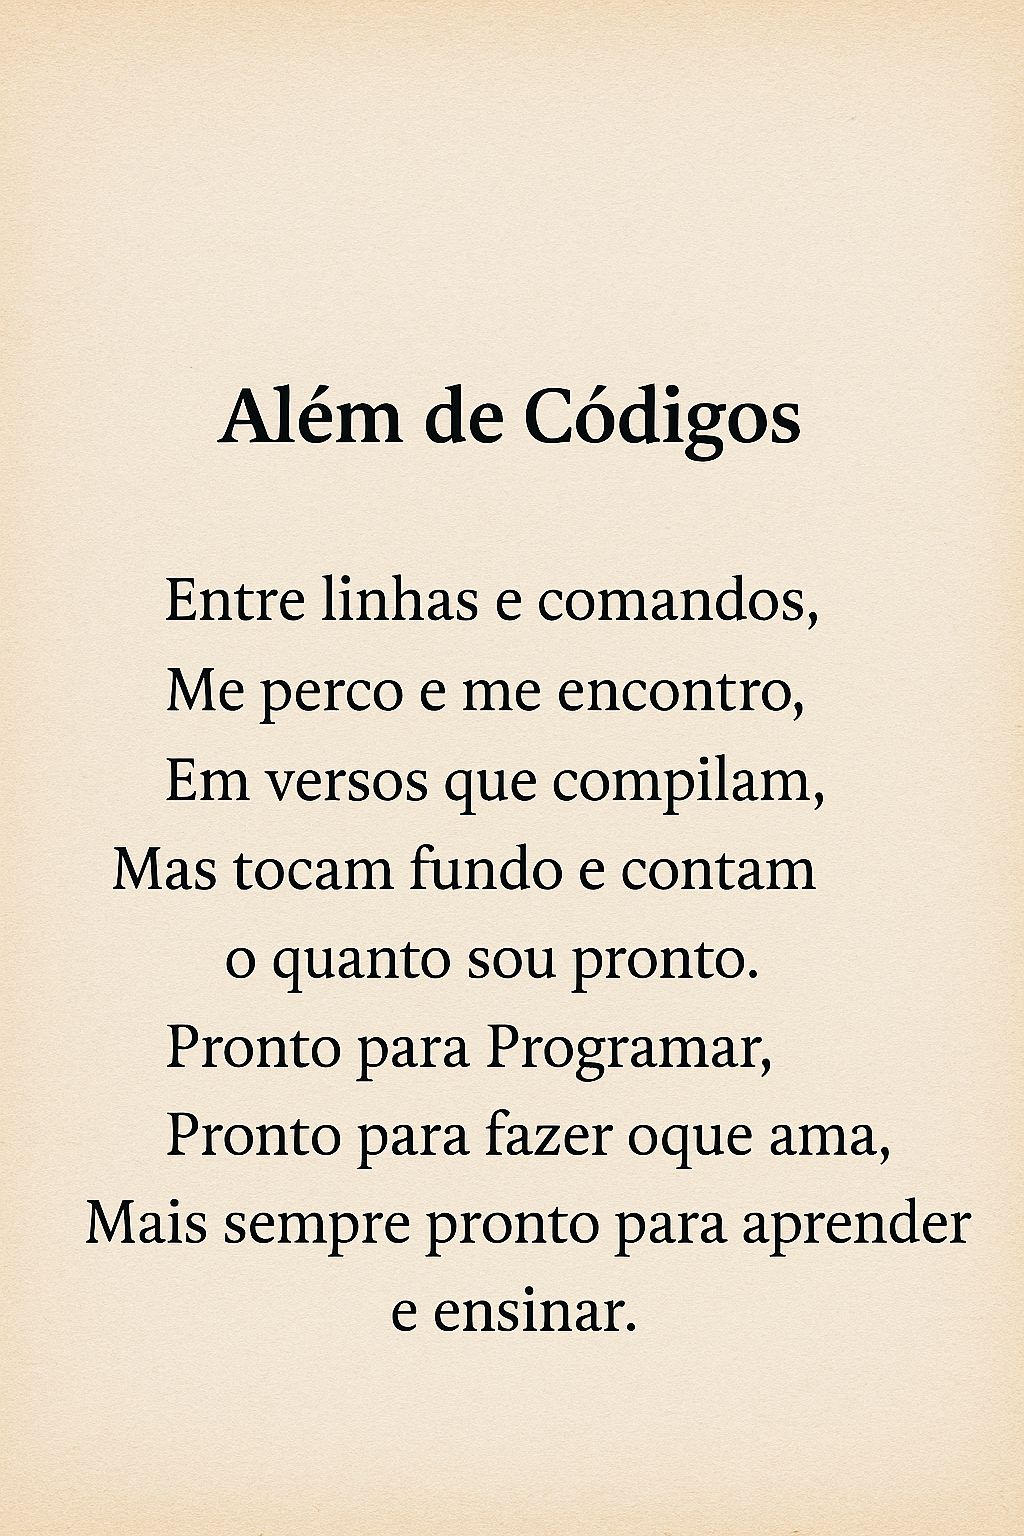 Além de Códigos
Entre linhas e comandos,
Me perco e me encontro,
Em versos que compilam,
Mas tocam fundo e contam
o quanto sou pronto.
Pronto para Programar,
Pronto para fazer oque ama,
Mais sempre pronto para aprender
e ensinar.